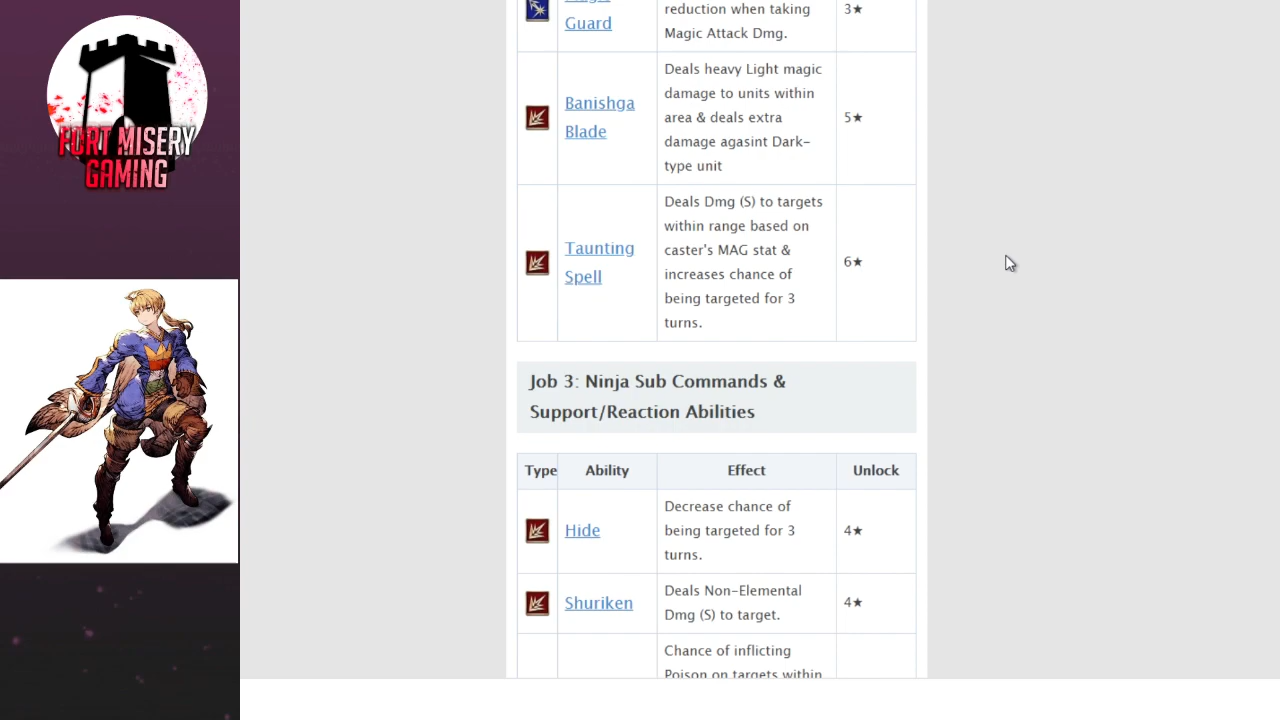 FORT MISERY
GAMING
Guard
reduction when taking
Magic Attack Dmg.
3★
Banishga
Blade
Deals heavy Light magic
damage to units within
area & deals extra
damage agasint Dark-
type unit
5★
Taunting
Spell
Deals Dmg (S) to targets
within range based on
caster's MAG stat &
increases chance of
being targeted for 3
turns.
6★
Job 3: Ninja Sub Commands &
Support/Reaction Abilities
Type Ability Effect Unlock
Hide
Decrease chance of
being targeted for 3
turns.
4★
Shuriken
Deals Non-Elemental
Dmg (S) to target.
4★
Chance of inflicting
Poison on targets within